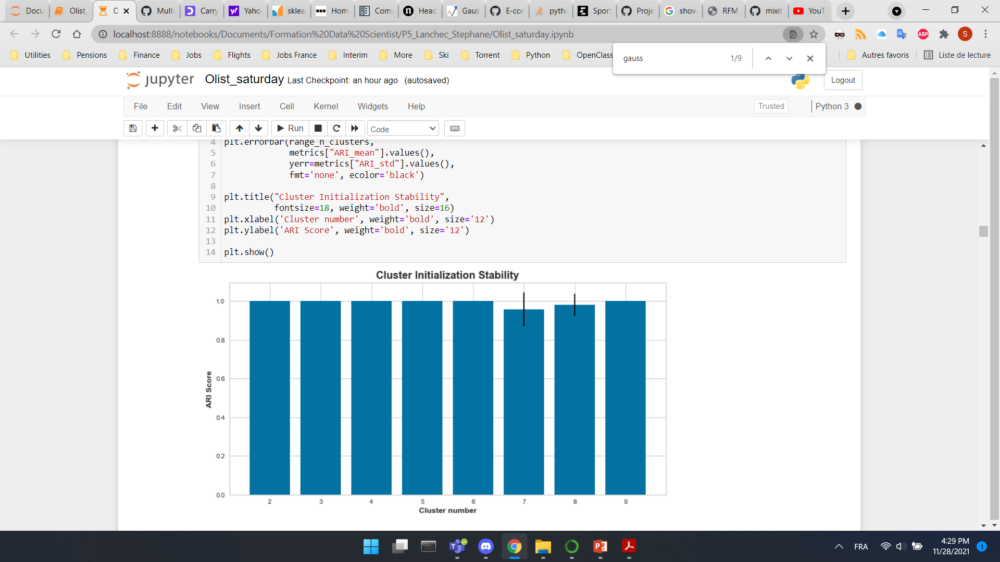 Docu
Olist_
O
Multi
Carry
Yaho
sklea
Hom
Comp
Head
Gaus
E-cor
pytho
Sport
Proje
show
RFM
mixit
YouT
localhost:8888/notebooks/Documents/Formation%20Data%20Scientist/P5_Lanchec_Stephane/Olist_saturday.ipynb
ABP
S
Utilities
Pensions
Finance
Jobs
Flights
Jobs France
Interim
More
Ski
Torrent
Python
OpenClass
Autres favoris
Liste de lecture
gauss 1/9
jupyter Olist_saturday Last Checkpoint: an hour ago (autosaved)
Logout
File Edit View Insert Cell Kernel Widgets Help
Trusted
Python 3
Run
Code
4 plt.errorbar(range_n_clusters,
5 metrics["ARI_mean"].values(),
6 yerr=metrics["ARI_std"].values(),
7 fmt='none', ecolor='black')
8
9 plt.title("Cluster Initialization Stability",
10 fontsize=18, weight='bold', size=16)
11 plt.xlabel('Cluster number', weight='bold', size='12')
12 plt.ylabel('ARI Score', weight='bold', size='12')
13
14 plt.show()
Cluster Initialization Stability
1.0
0.8
0.6
0.4
0.2
0.0
ARI Score
2 3 4 5 6 7 8 9
Cluster number
FRA
4:29 PM
11/28/2021
1